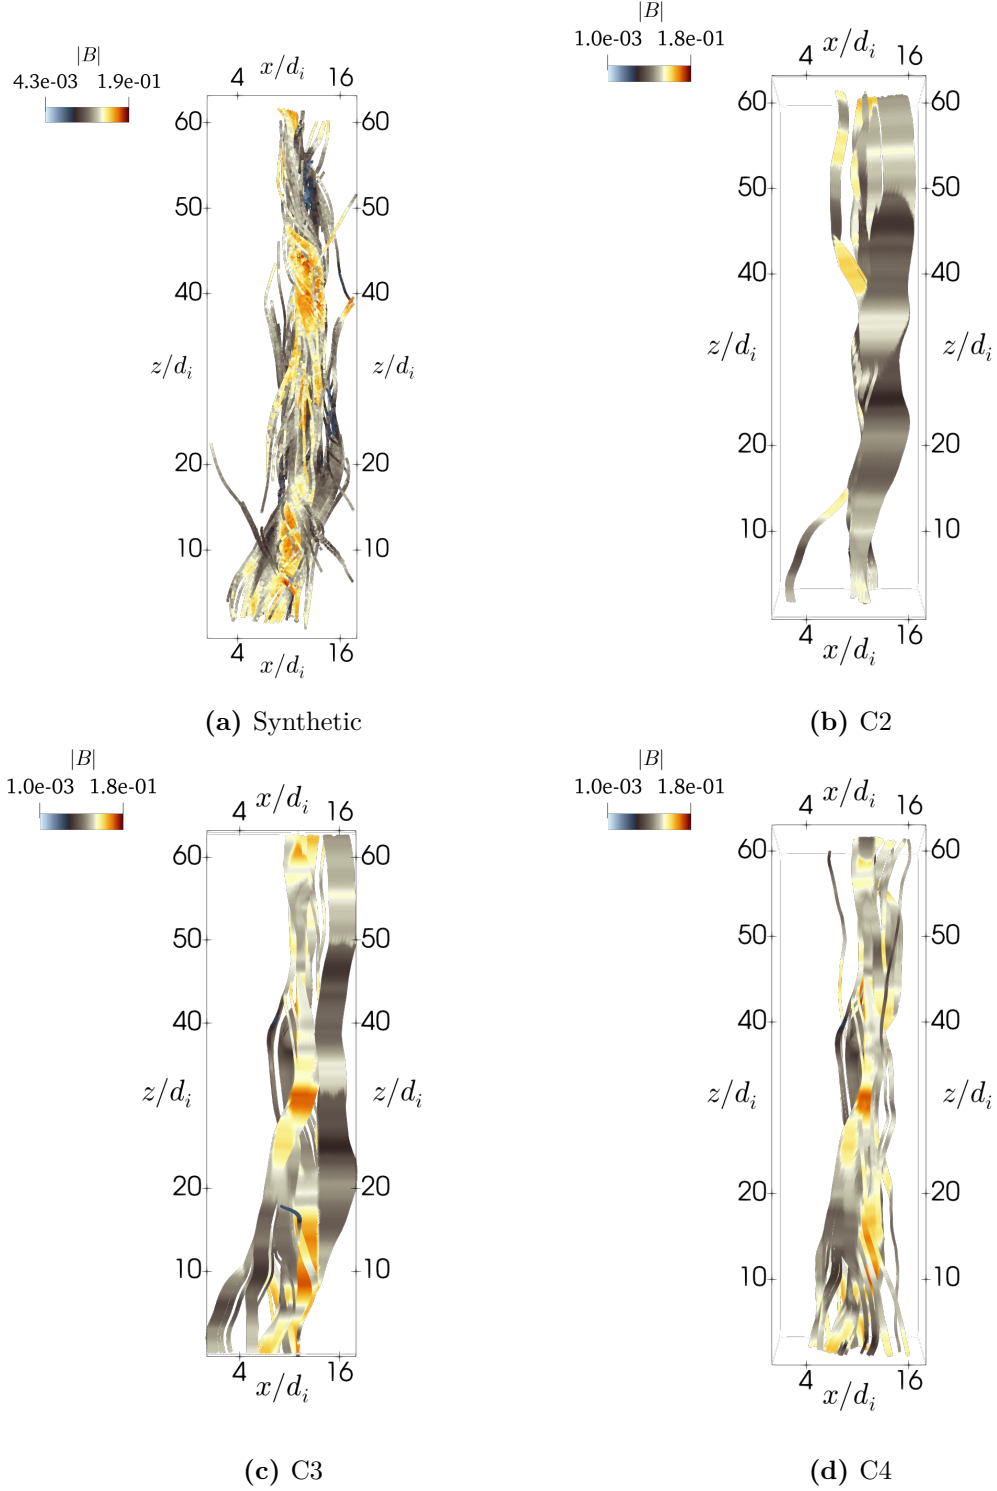 |B|
4.3e-03 1.9e-01
x/d_i
4 16
60 60
50 50
40 40
z/d_i z/d_i
20 20
10 10
4 16
x/d_i
(a) Synthetic
|B|
1.0e-03 1.8e-01
x/d_i
4 16
60 60
50 50
40 40
z/d_i z/d_i
20 20
10 10
4 16
x/d_i
(b) C2
|B|
1.0e-03 1.8e-01
x/d_i
4 16
60 60
50 50
40 40
z/d_i z/d_i
20 20
10 10
4 16
x/d_i
(c) C3
|B|
1.0e-03 1.8e-01
x/d_i
4 16
60 60
50 50
40 40
z/d_i z/d_i
20 20
10 10
4 16
x/d_i
(d) C4